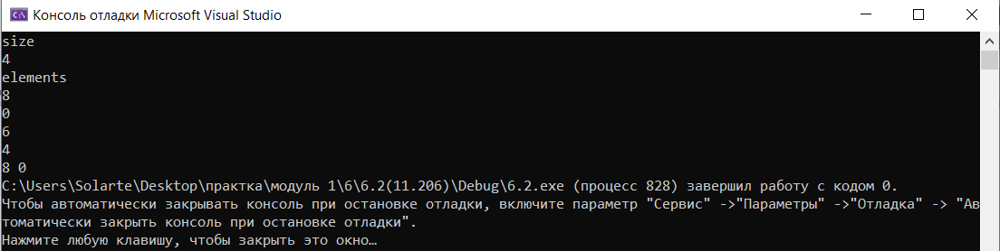 Консоль отладки Microsoft Visual Studio
size
4
elements
8
0
6
4
8 0
C:\Users\Solarte\Desktop\практка\модуль 1\6\6.2(11.206)\Debug\6.2.exe (процесс 828) завершил работу с кодом 0.
Чтобы автоматически закрывать консоль при остановке отладки, включите параметр "Сервис" ->"Параметры" ->"Отладка" -> "Ав
томатически закрыть консоль при остановке отладки".
Нажмите любую клавишу, чтобы закрыть это окно…